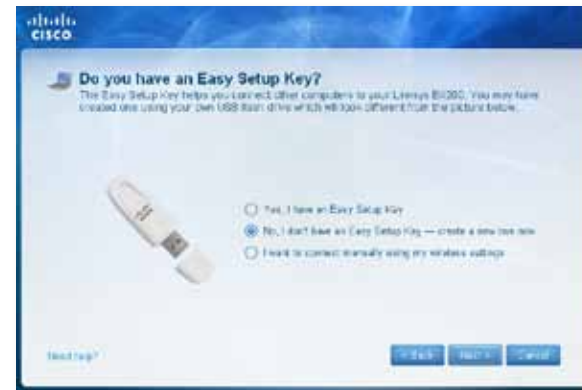 cisco
Do you have an Easy Setup Key?
The Easy Setup Key helps you connect other computers to your Linksys You may have
created one using your own USB flash drive which will look different from the picture below.
Yes, I have an Easy Setup Key
No, I don't have an Easy Setup Key — create a new one now
I want to connect manually using my wireless settings
Need help?
< Back
Next >
Cancel